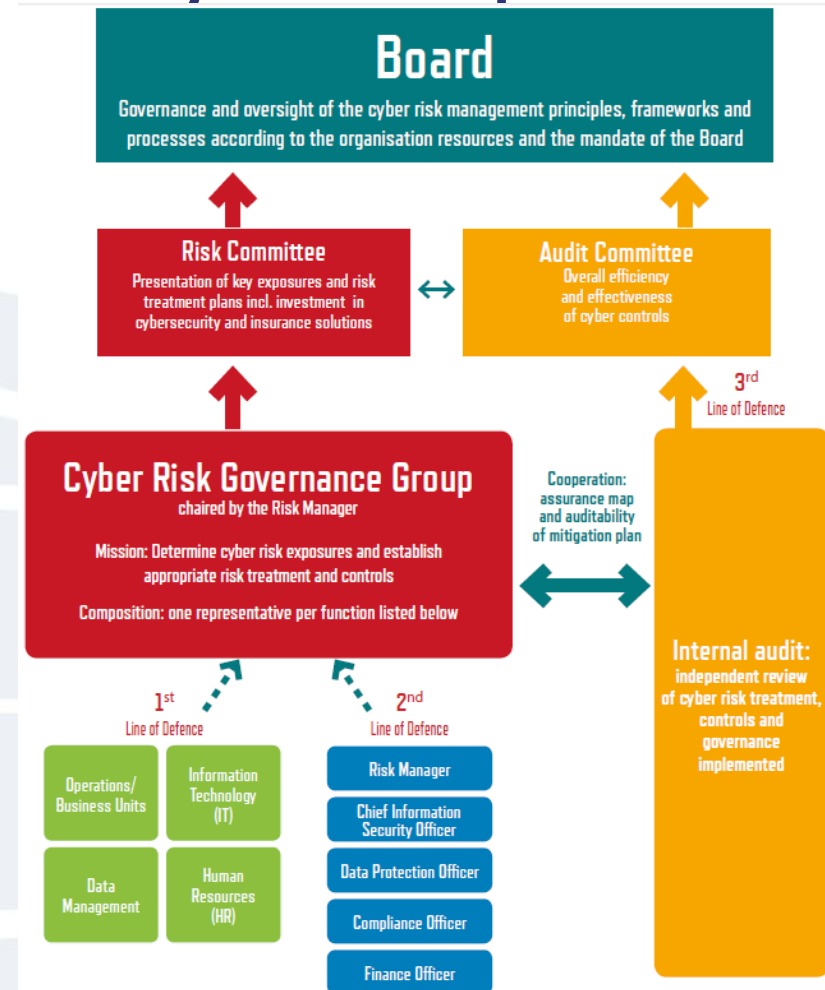 Board
Governance and oversight of the cyber risk management principles, frameworks and
processes according to the organisation resources and the mandate of the Board
Risk Committee
Presentation of key exposures and risk
treatment plans incl. investment in
cybersecurity and insurance solutions
Audit Committee
Overall efficiency
and effectiveness
of cyber controls
3rd
Line of Defence
Cyber Risk Governance Group
chaired by the Risk Manager
Mission: Determine cyber risk exposures and establish
appropriate risk treatment and controls
Composition: one representative per function listed below
Cooperation:
assurance map
and auditability
of mitigation plan
Internal audit:
independent review
of cyber risk treatment,
controls and
governance
implemented
1st
Line of Defence
Operations/
Business Units
Information
Technology
(IT)
Data
Management
Human
Resources
(HR)
2nd
Line of Defence
Risk Manager
Chief Information
Security Officer
Data Protection Officer
Compliance Officer
Finance Officer